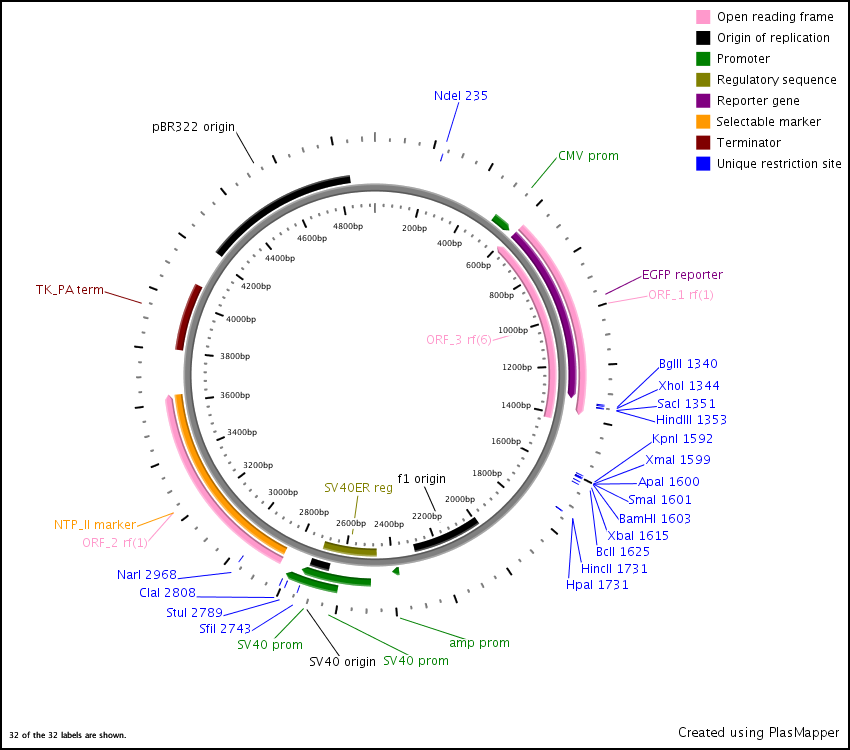 Open reading frame
Origin of replication
Promoter
Regulatory sequence
Reporter gene
Selectable marker
Terminator
Unique restriction site
NdeI 235
pBR322 origin
CMV prom
TK_PA term
EGFP reporter
ORF_1 rf(1)
ORF_3 rf(6)
200bp
400bp
600bp
800bp
1000bp
1200bp
1400bp
1600bp
1800bp
2000bp
2200bp
2400bp
2600bp
2800bp
3000bp
3200bp
3400bp
3600bp
3800bp
4000bp
4200bp
4400bp
4600bp
4800bp
BglII 1340
XhoI 1344
SacI 1351
HindIII 1353
KpnI 1592
XmaI 1599
ApaI 1600
SmaI 1601
BamHI 1603
XbaI 1615
BclI 1625
HincII 1731
HpaI 1731
f1 origin
SV40ER reg
NTP_II marker
ORF_2 rf(1)
NarI 2968
ClaI 2808
StuI 2789
SfiI 2743
SV40 prom
SV40 origin
SV40 prom
amp prom
32 of the 32 labels are shown.
Created using PlasMapper